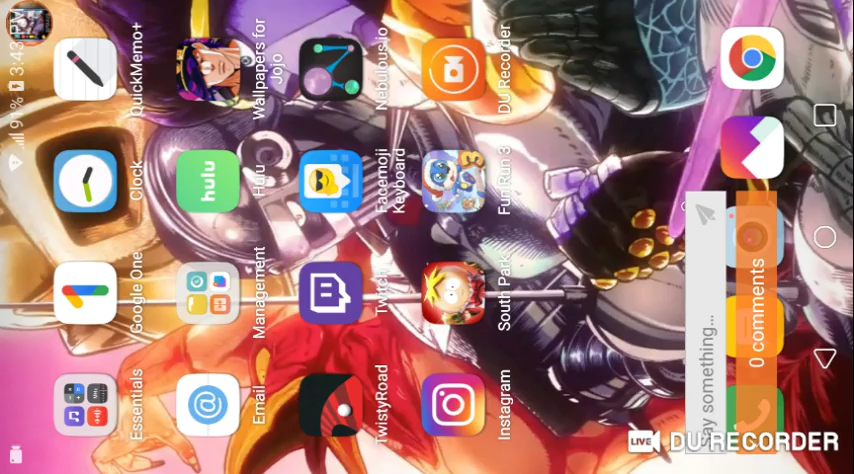 91% 3:43
Essentials
Google One
Clock
QuickMemo+
hulu
Email
Management
Hulu
Wallpapers for
Jojo
TwistyRoad
Twitch
Facemoji
Keyboard
Nebulous.io
Instagram
South Park
Fun Run 3
DU Recorder
Say something...
0 comments
LIVE DU RECORDER